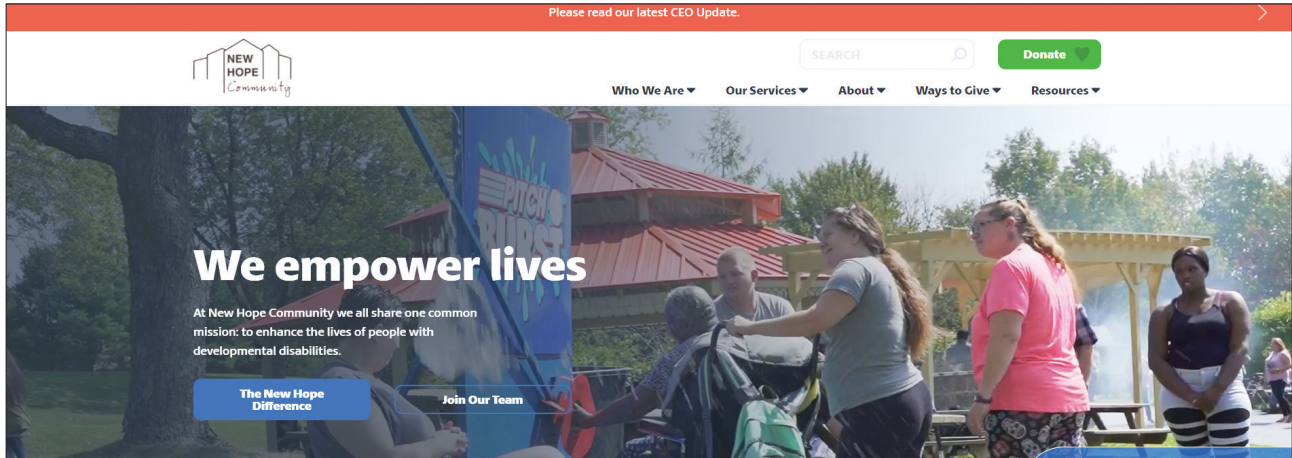 Please read our latest CEO Update.
NEW
HOPE
Community
SEARCH
Donate
Who We Are
Our Services
About
Ways to Give
Resources
PITCH
BURST
We empower lives
At New Hope Community we all share one common
mission: to enhance the lives of people with
developmental disabilities.
The New Hope
Difference
Join Our Team